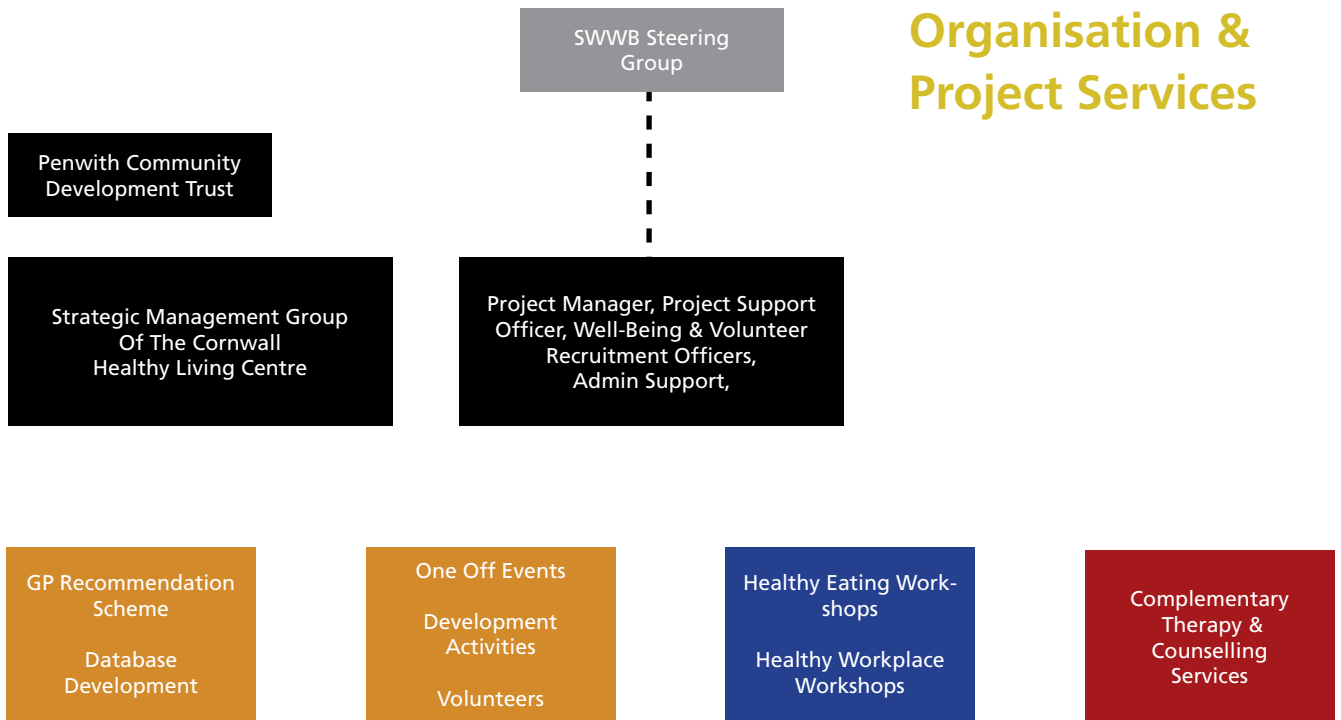 Organisation &
Project Services
SWWB Steering
Group
Penwith Community
Development Trust
Strategic Management Group
Of The Cornwall
Healthy Living Centre
Project Manager, Project Support
Officer, Well-Being & Volunteer
Recruitment Officers,
Admin Support,
GP Recommendation
Scheme
Database
Development
One Off Events
Development
Activities
Volunteers
Healthy Eating Work-
shops
Healthy Workplace
Workshops
Complementary
Therapy &
Counselling
Services